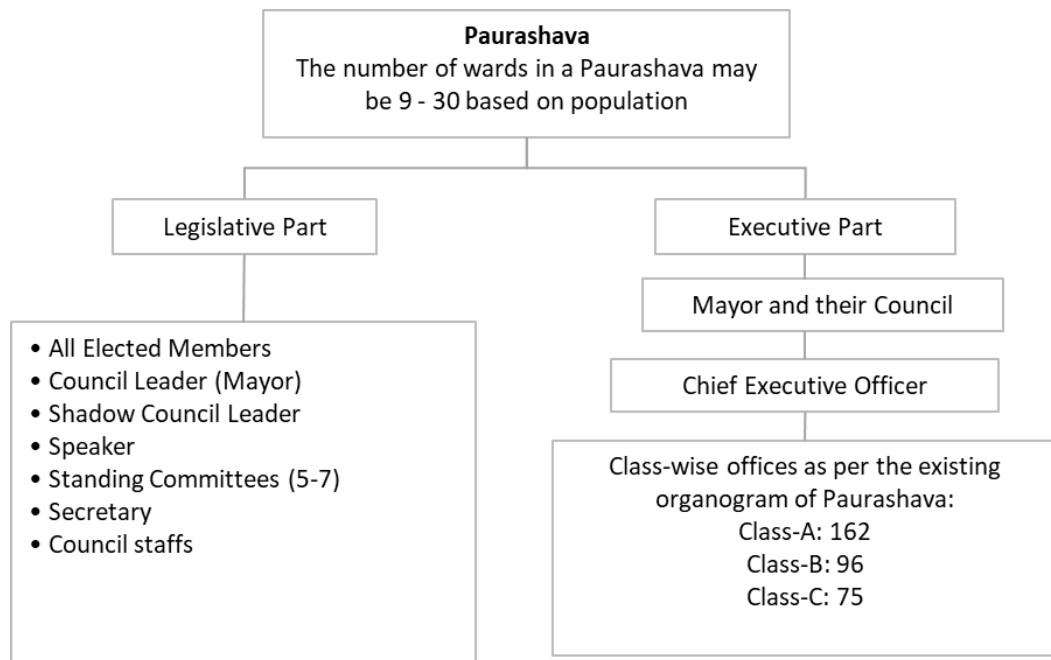 Paurashava
The number of wards in a Paurashava may
be 9 - 30 based on population
Legislative Part
• All Elected Members
• Council Leader (Mayor)
• Shadow Council Leader
• Speaker
• Standing Committees (5-7)
• Secretary
• Council staffs
Executive Part
Mayor and their Council
Chief Executive Officer
Class-wise offices as per the existing
organogram of Paurashava:
Class-A: 162
Class-B: 96
Class-C: 75